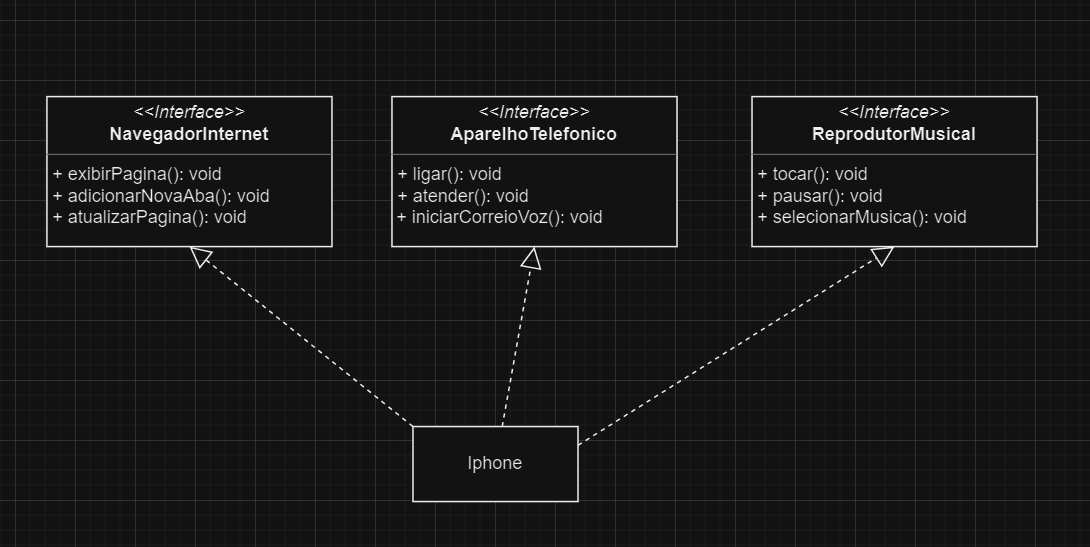 <<Interface>>
NavegadorInternet
+ exibirPagina(): void
+ adicionarNovaAba(): void
+ atualizarPagina(): void
<<Interface>>
AparelhoTelefonico
+ ligar(): void
+ atender(): void
+ iniciarCorreioVoz(): void
<<Interface>>
ReprodutorMusical
+ tocar(): void
+ pausar(): void
+ selecionarMusica(): void
Iphone